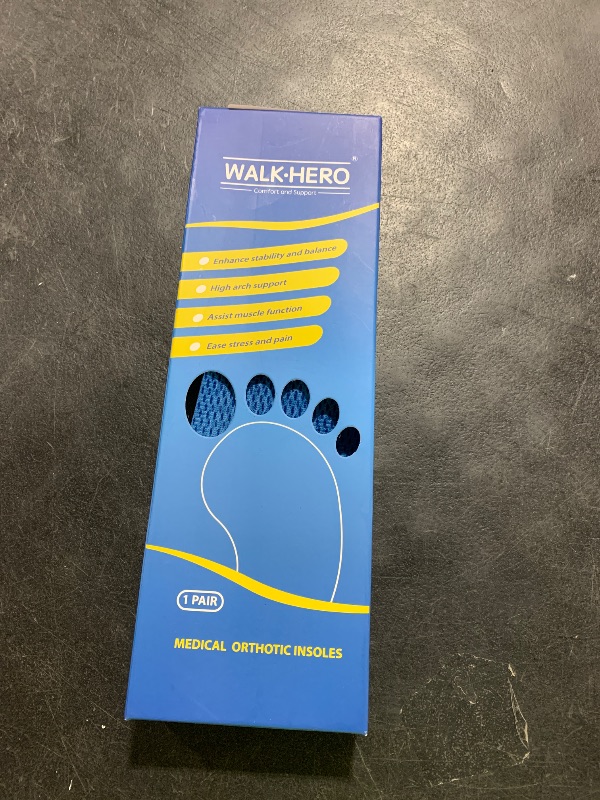 WALK·HERO®
Comfort and Support
Enhance stability and balance
High arch support
Assist muscle function
Ease stress and pain
1 PAIR
MEDICAL ORTHOTIC INSOLES